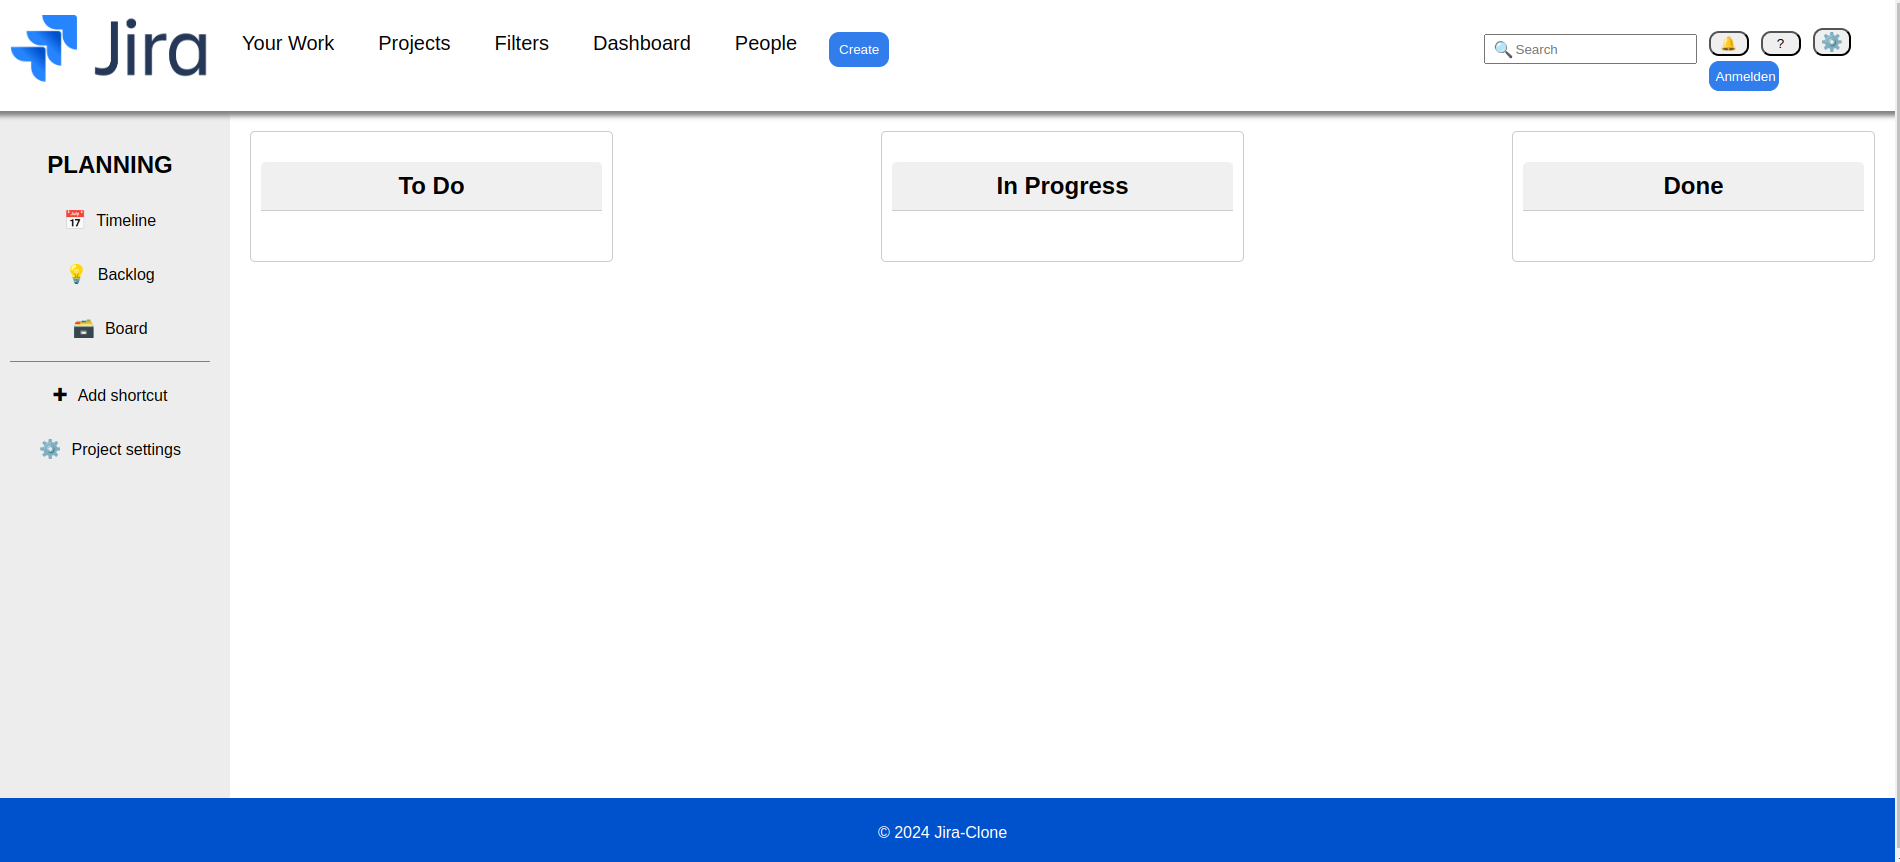 Jira
Your Work
Projects
Filters
Dashboard
People
Create
Search
?
Anmelden
PLANNING
Timeline
Backlog
Board
Add shortcut
Project settings
To Do
In Progress
Done
© 2024 Jira-Clone